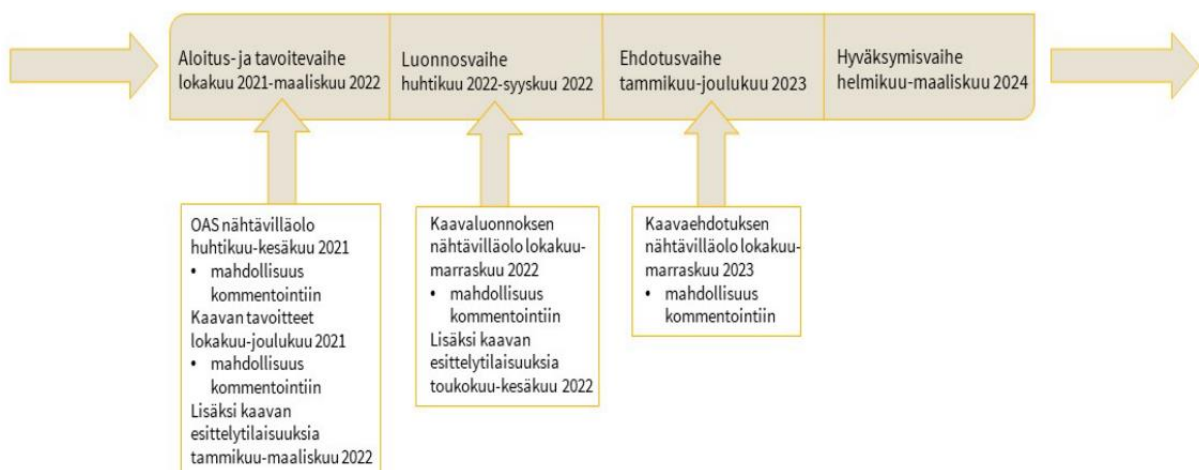 Aloitus- ja tavoitevaihe
lokakuu 2021-maaliskuu 2022
Luonnosvaihe
huhtikuu 2022-syyskuu 2022
Ehdotusvaihe
tammikuu-joulukuu 2023
Hyväksymisvaihe
helmikuu-maaliskuu 2024
OAS nähtävilläolo
huhtikuu-kesäkuu 2021
• mahdollisuus
kommentointiin
Kaavan tavoitteet
lokakuu-joulukuu 2021
• mahdollisuus
kommentointiin
Lisäksi kaavan
esittelytilaisuuksia
tammikuu-maaliskuu 2022
Kaavaluonnoksen
nähtävilläolo lokakuu-
marraskuu 2022
• mahdollisuus
kommentointiin
Lisäksi kaavan
esittelytilaisuuksia
toukokuu-kesäkuu 2022
Kaavaehdotuksen
nähtävilläolo lokakuu-
marraskuu 2023
• mahdollisuus
kommentointiin